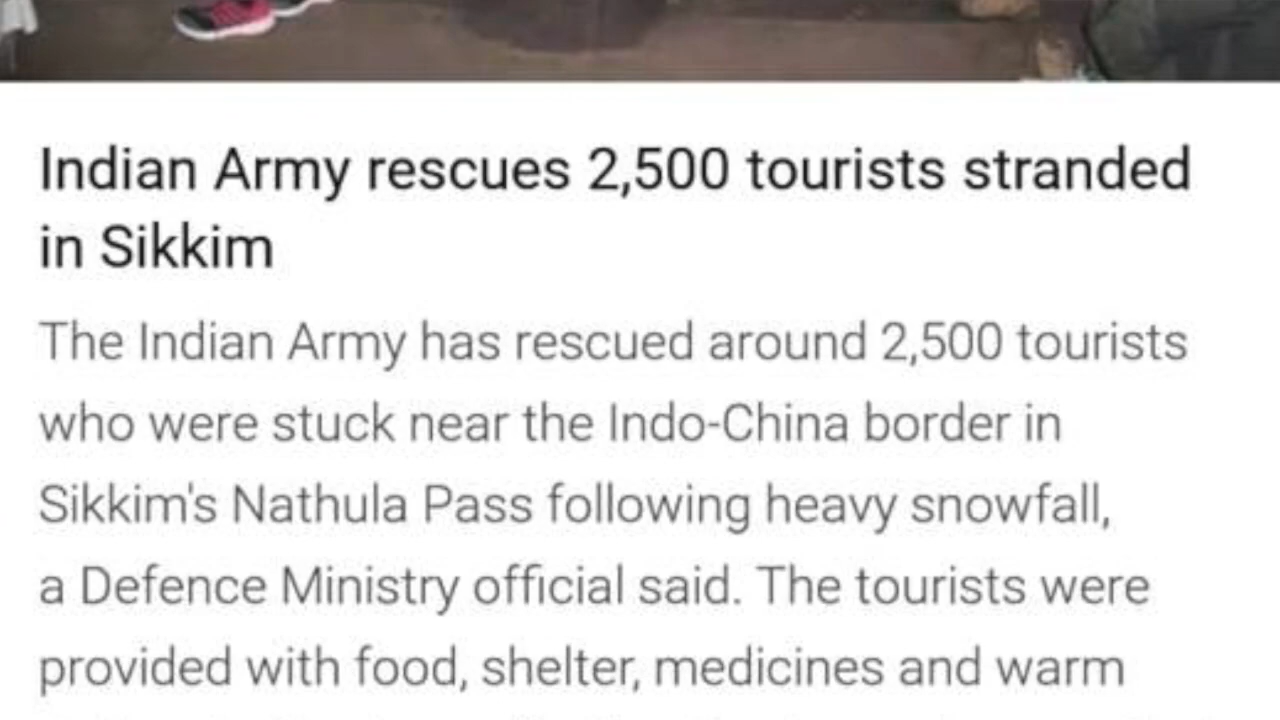 Indian Army rescues 2,500 tourists stranded
in Sikkim
The Indian Army has rescued around 2,500 tourists
who were stuck near the Indo-China border in
Sikkim's Nathula Pass following heavy snowfall,
a Defence Ministry official said. The tourists were
provided with food, shelter, medicines and warm